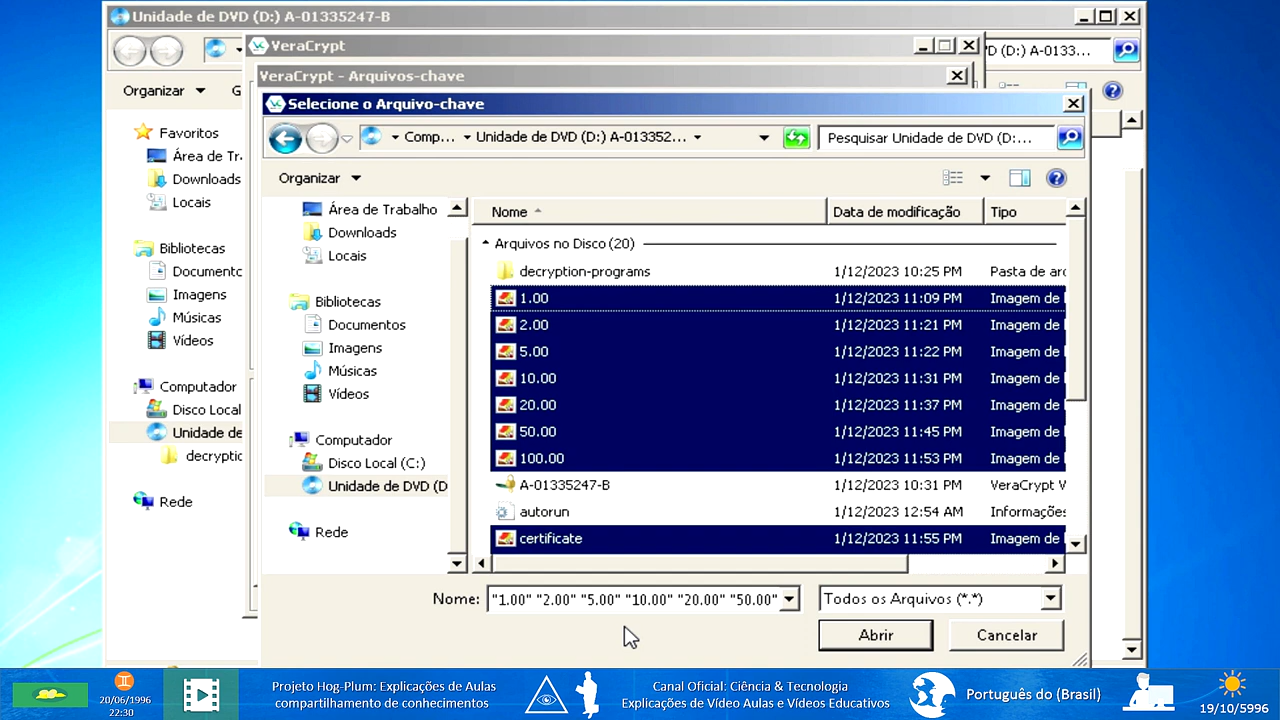 Unidade de DVD (D:) A-01335247-B
VeraCrypt
D (D:) A-0133...
VeraCrypt - Arquivos-chave
Organizar
G
Selecione o Arquivo-chave
Comp...
Unidade de DVD (D:) A-013352...
Pesquisar Unidade de DVD (D:...
Organizar
Favoritos
Área de Tr
Downloads
Locais
Bibliotecas
Documento
Imagens
Músicas
Vídeos
Computador
Disco Local
Unidade de
decryptic
Rede
Área de Trabalho
Downloads
Locais
Bibliotecas
Documentos
Imagens
Músicas
Vídeos
Computador
Disco Local (C:)
Unidade de DVD (D
Rede
Nome
Data de modificação
Tipo
Arquivos no Disco (20)
decryption-programs 1/12/2023 10:25 PM Pasta de arc
1.00 1/12/2023 11:09 PM Imagem de
2.00 1/12/2023 11:21 PM Imagem de
5.00 1/12/2023 11:22 PM Imagem de
10.00 1/12/2023 11:31 PM Imagem de
20.00 1/12/2023 11:37 PM Imagem de
50.00 1/12/2023 11:45 PM Imagem de
100.00 1/12/2023 11:53 PM Imagem de
A-01335247-B 1/12/2023 10:31 PM VeraCrypt V
autorun 1/12/2023 12:54 AM Informações
certificate 1/12/2023 11:55 PM Imagem de
Nome:
"1.00" "2.00" "5.00" "10.00" "20.00" "50.00"
Todos os Arquivos (*.*)
Abrir
Cancelar
20/06/1996
22:30
Projeto Hog-Plum: Explicações de Aulas
compartilhamento de conhecimentos
Canal Oficial: Ciência & Tecnologia
Explicações de Vídeo Aulas e Vídeos Educativos
Português do (Brasil)
19/10/5996